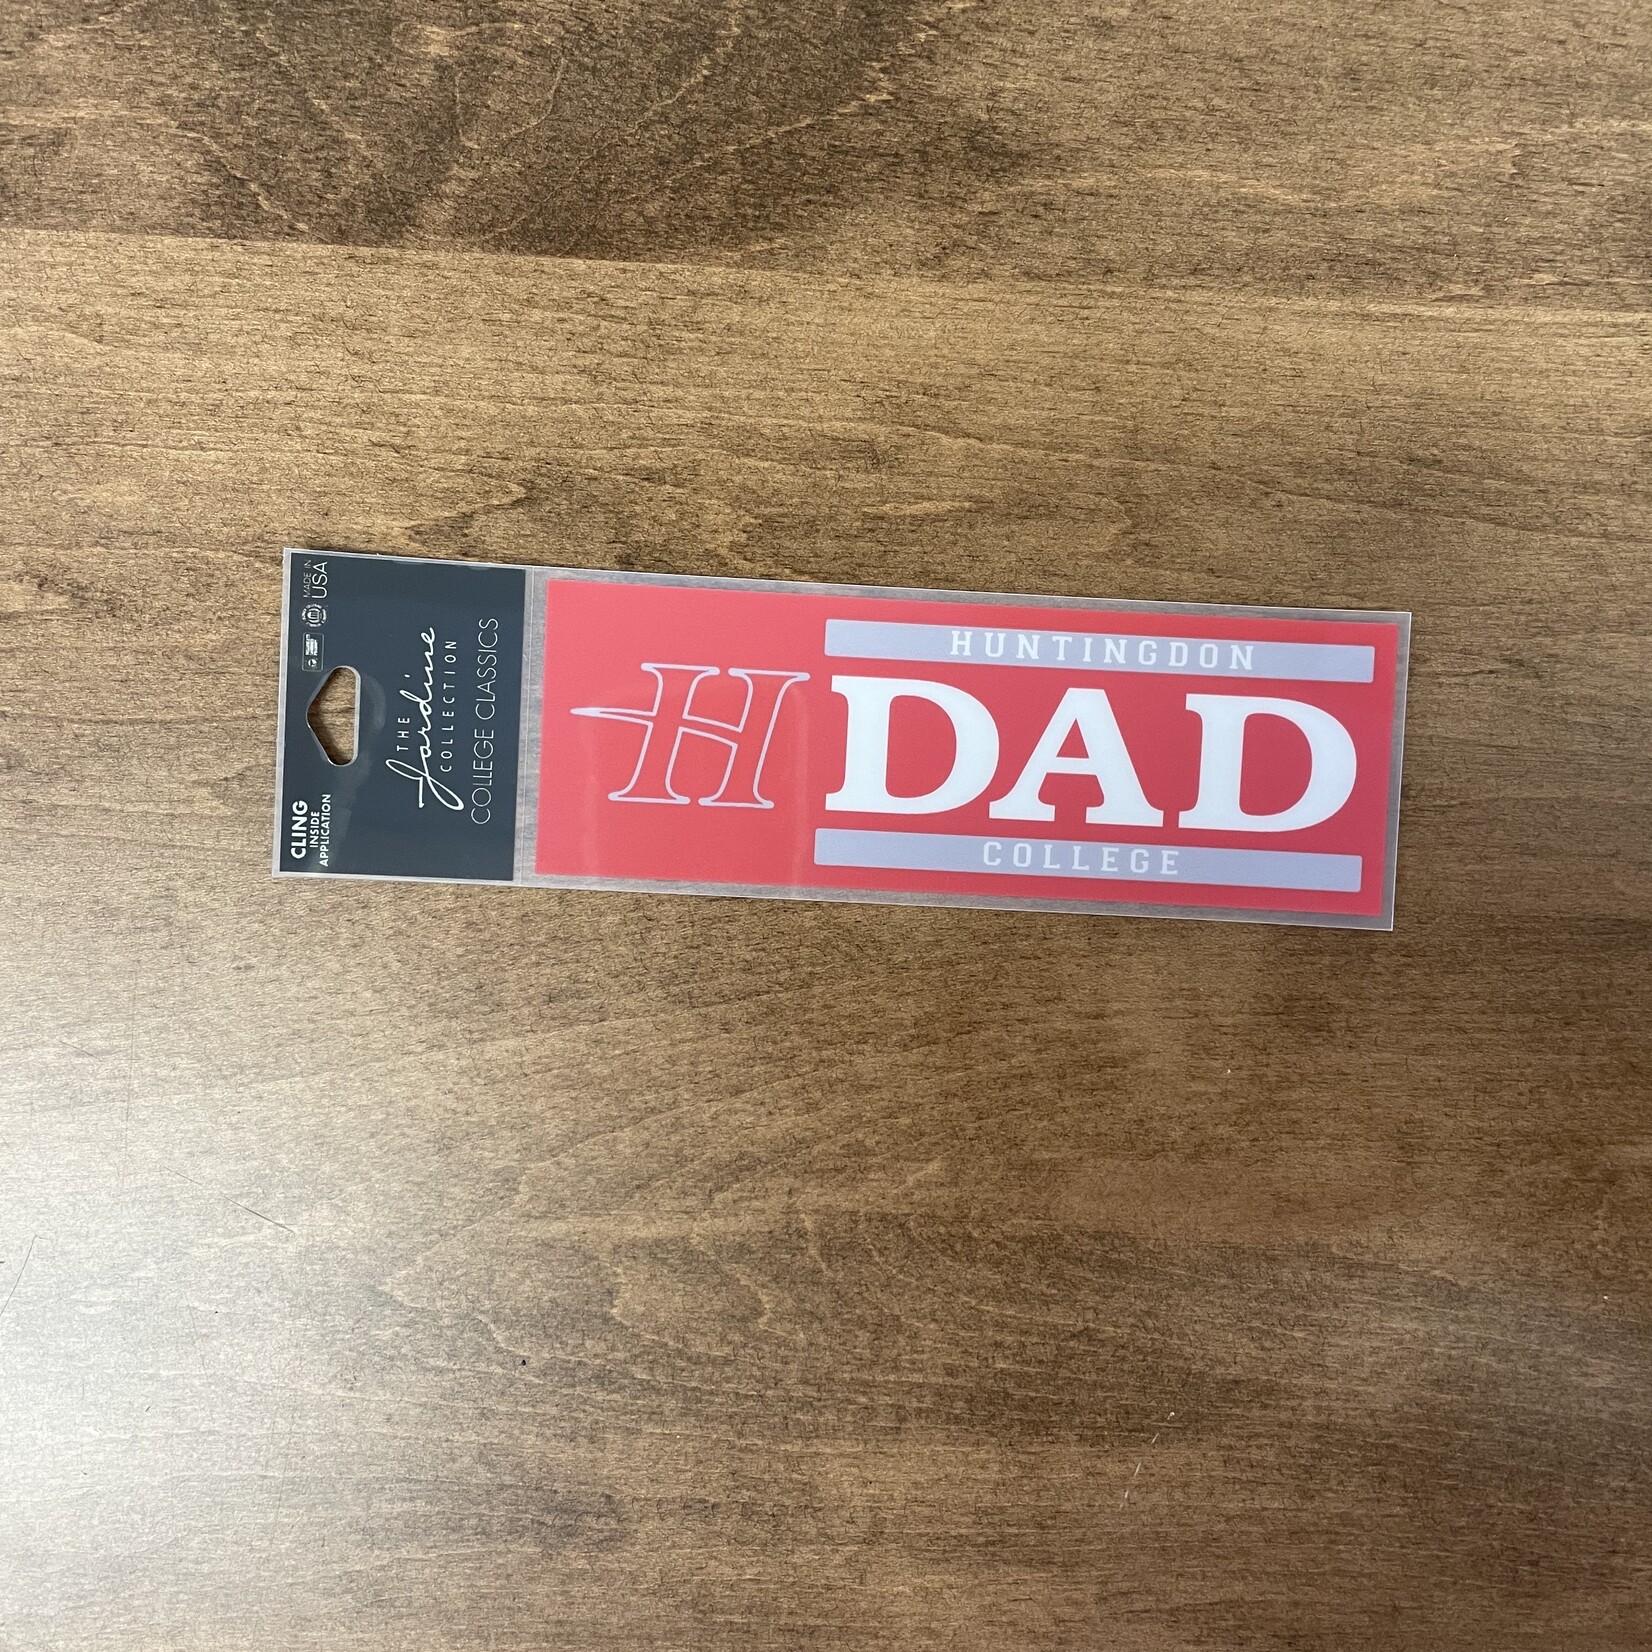 CLING
INSIDE
APPLICATION
MADE IN
USA
THE
Jardine
COLLECTION
COLLEGE CLASSICS
H
HUNTINGDON
DAD
COLLEGE